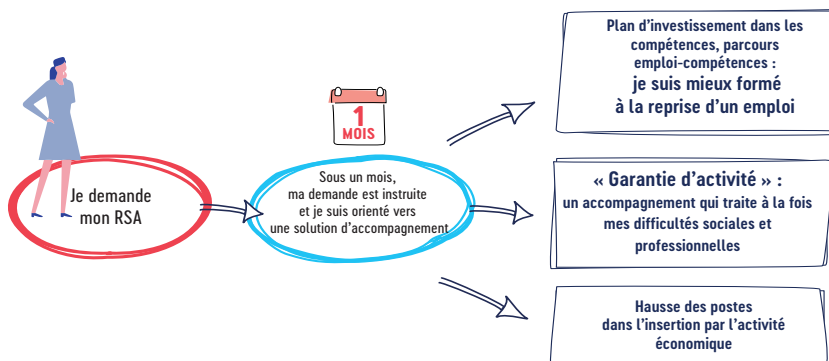 Je demande
mon RSA
1
MOIS
Sous un mois,
ma demande est instruite
et je suis orienté vers
une solution d’accompagnement
Plan d’investissement dans les
compétences, parcours
emploi-compétences :
je suis mieux formé
à la reprise d’un emploi
« Garantie d’activité » :
un accompagnement qui traite à la fois
mes difficultés sociales et
professionnelles
Hausse des postes
dans l’insertion par l’activité
économique